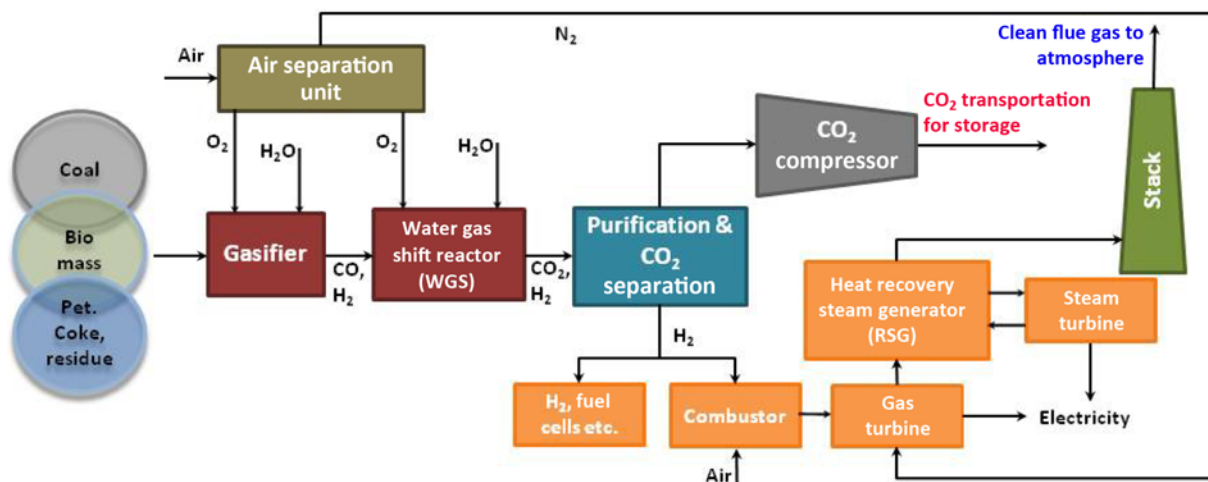 N₂
Clean flue gas to
atmosphere
Air
Air separation
unit
CO₂ transportation
for storage
CO₂
compressor
O₂
H₂O
O₂
H₂O
Coal
Stack
Bio
mass
Gasifier
Water gas
shift reactor
(WGS)
Purification &
CO₂
separation
CO,
H₂
CO₂,
H₂
Heat recovery
steam generator
(RSG)
Steam
turbine
Pet.
Coke,
residue
H₂
H₂, fuel
cells etc.
Combustor
Gas
turbine
Electricity
Air